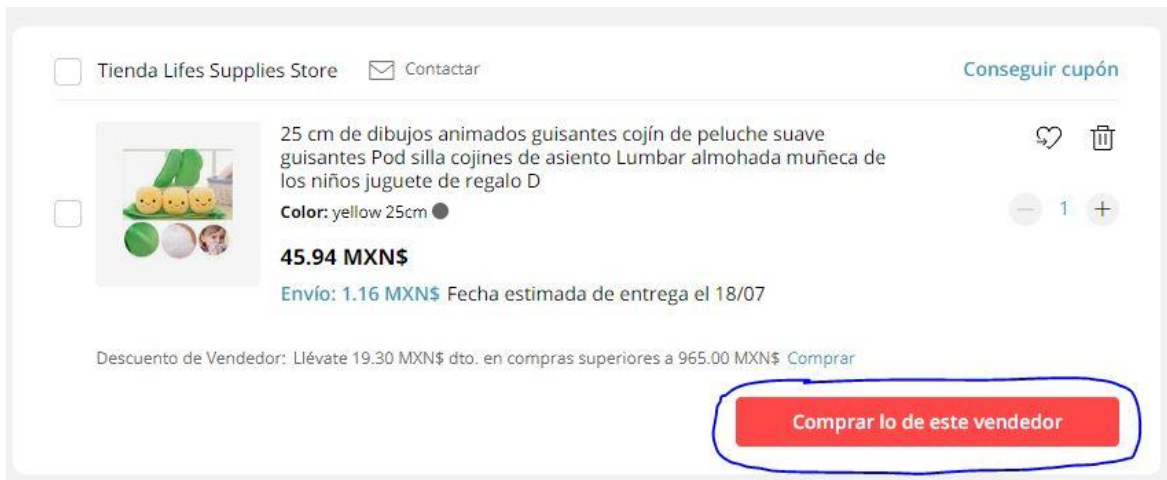 Tienda Lifes Supplies Store Contactar Conseguir cupón
25 cm de dibujos animados guisantes cojín de peluche suave
guisantes Pod silla cojines de asiento Lumbar almohada muñeca de
los niños juguete de regalo D
Color: yellow 25cm
1
45.94 MXN$
Envío: 1.16 MXN$ Fecha estimada de entrega el 18/07
Descuento de Vendedor: Llévate 19.30 MXN$ dto. en compras superiores a 965.00 MXN$ Comprar
Comprar lo de este vendedor